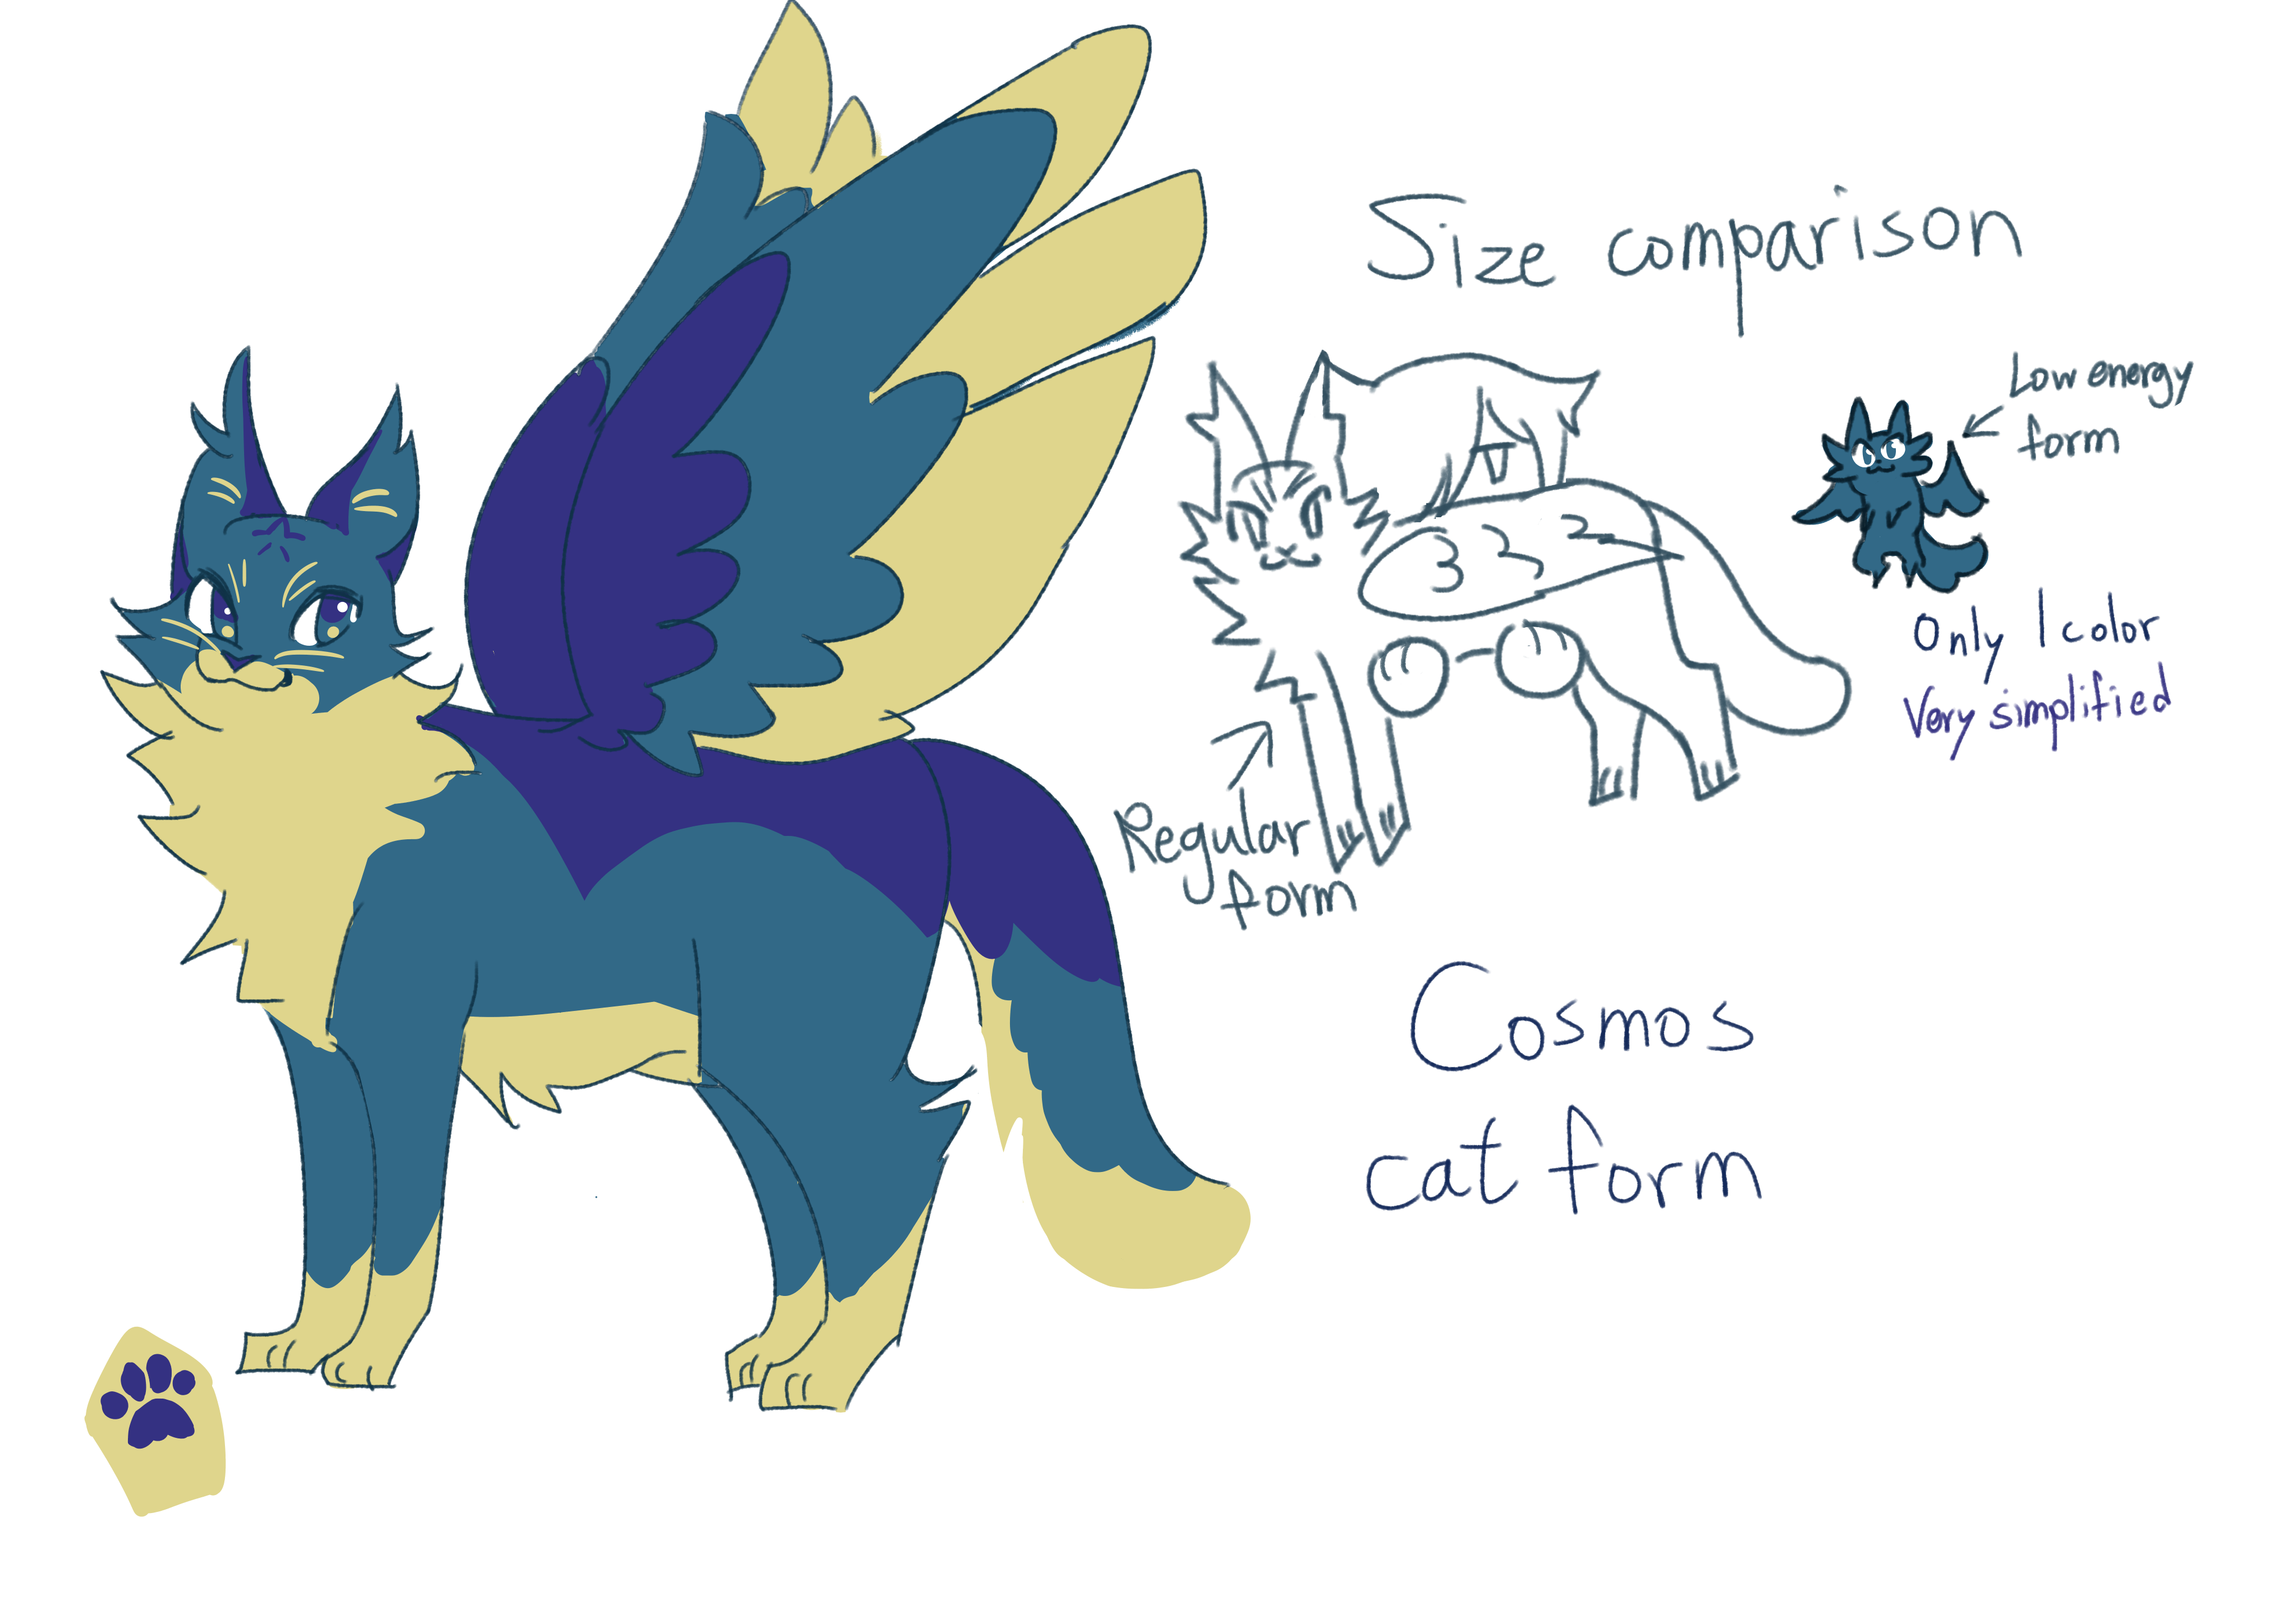 Size comparison
Low energy
form
Only 1 color
Very simplified
Regular
form
Cosmos
cat form